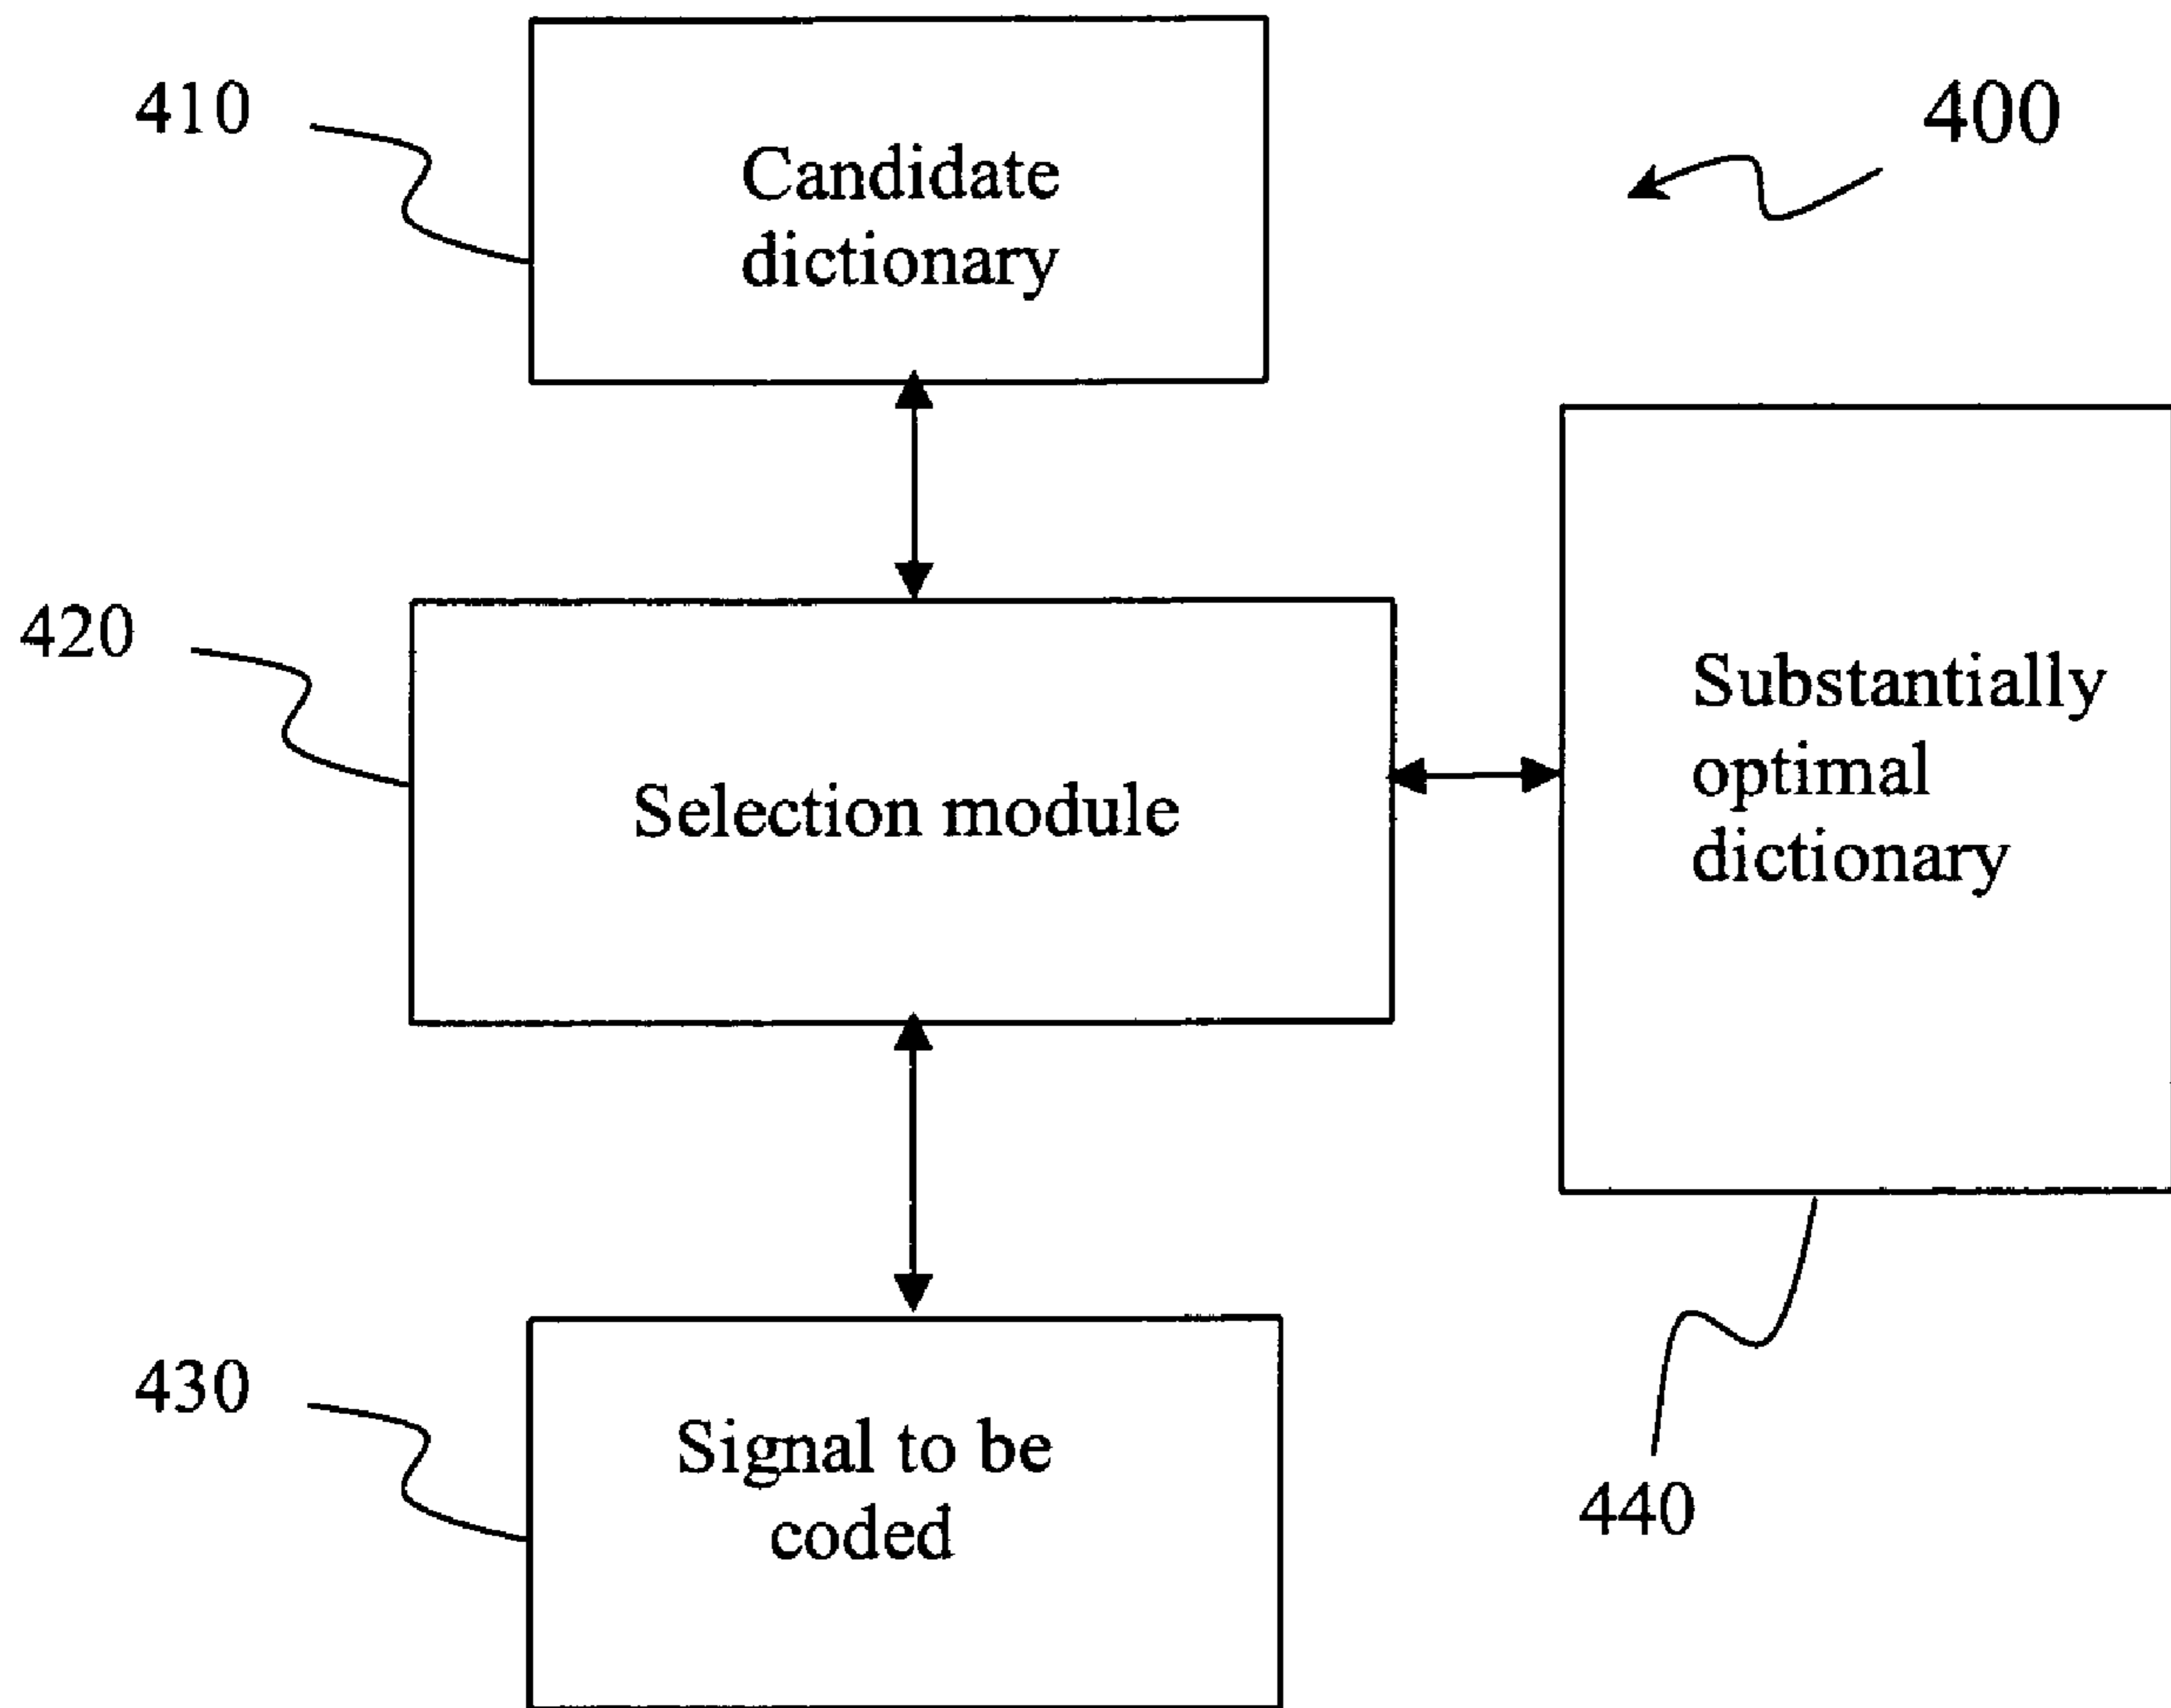 410
400
Candidate
dictionary
420
Selection module
Substantially
optimal
dictionary
430
Signal to be
coded
440